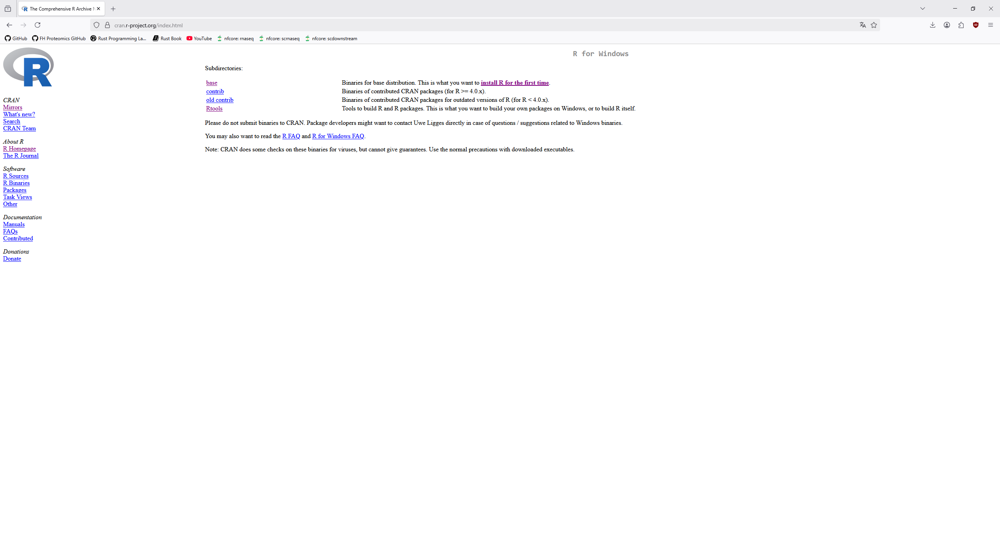 The Comprehensive R Archive N
cran.r-project.org/index.html
GitHub FH Proteomics GitHub Rust Programming La... Rust Book YouTube nfcore: rnaseq nfcore: scrnaseq nfcore: scdownstream
R
CRAN
Mirrors
What's new?
Search
CRAN Team
About R
R Homepage
The R Journal
Software
R Sources
R Binaries
Packages
Task Views
Other
Documentation
Manuals
FAQs
Contributed
Donations
Donate
R for Windows
Subdirectories:
base Binaries for base distribution. This is what you want to install R for the first time.
contrib Binaries of contributed CRAN packages (for R >= 4.0.x).
old contrib Binaries of contributed CRAN packages for outdated versions of R (for R < 4.0.x).
Rtools Tools to build R and R packages. This is what you want to build your own packages on Windows, or to build R itself.
Please do not submit binaries to CRAN. Package developers might want to contact Uwe Ligges directly in case of questions / suggestions related to Windows binaries.
You may also want to read the R FAQ and R for Windows FAQ.
Note: CRAN does some checks on these binaries for viruses, but cannot give guarantees. Use the normal precautions with downloaded executables.